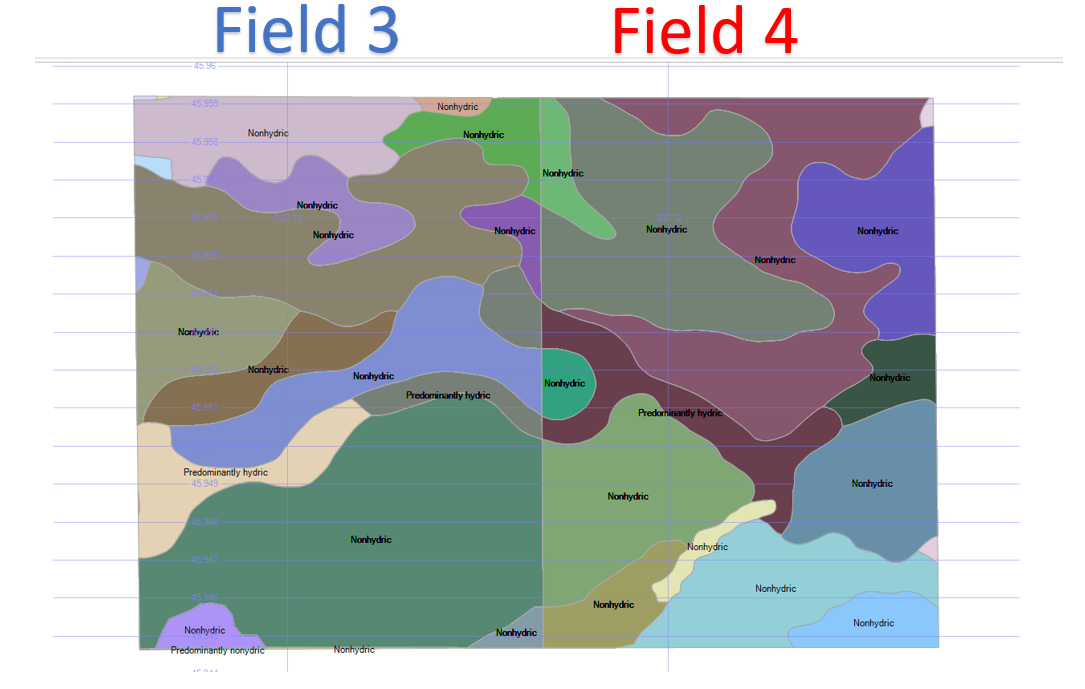 Field 3 Field 4
45.96
45.959
Nonhydric
Nonhydric Nonhydric
45.958
Nonhydric
Nonhydric
Nonhydric Nonhydric Nonhydric Nonhydric
Nonhydric
Nonhydric
Nonhydric
Nonhydric
Nonhydric Nonhydric Nonhydric
Nonhydric
Predominantly hydric
45.951
Predominantly hydric
Predominantly hydric
45.949
Nonhydric
Nonhydric
45.948
Nonhydric
Nonhydric
45.947
Nonhydric
Nonhydric
Nonhydric
Nonhydric
Nonhydric
Nonhydric
Predominantly nonydric
Nonhydric